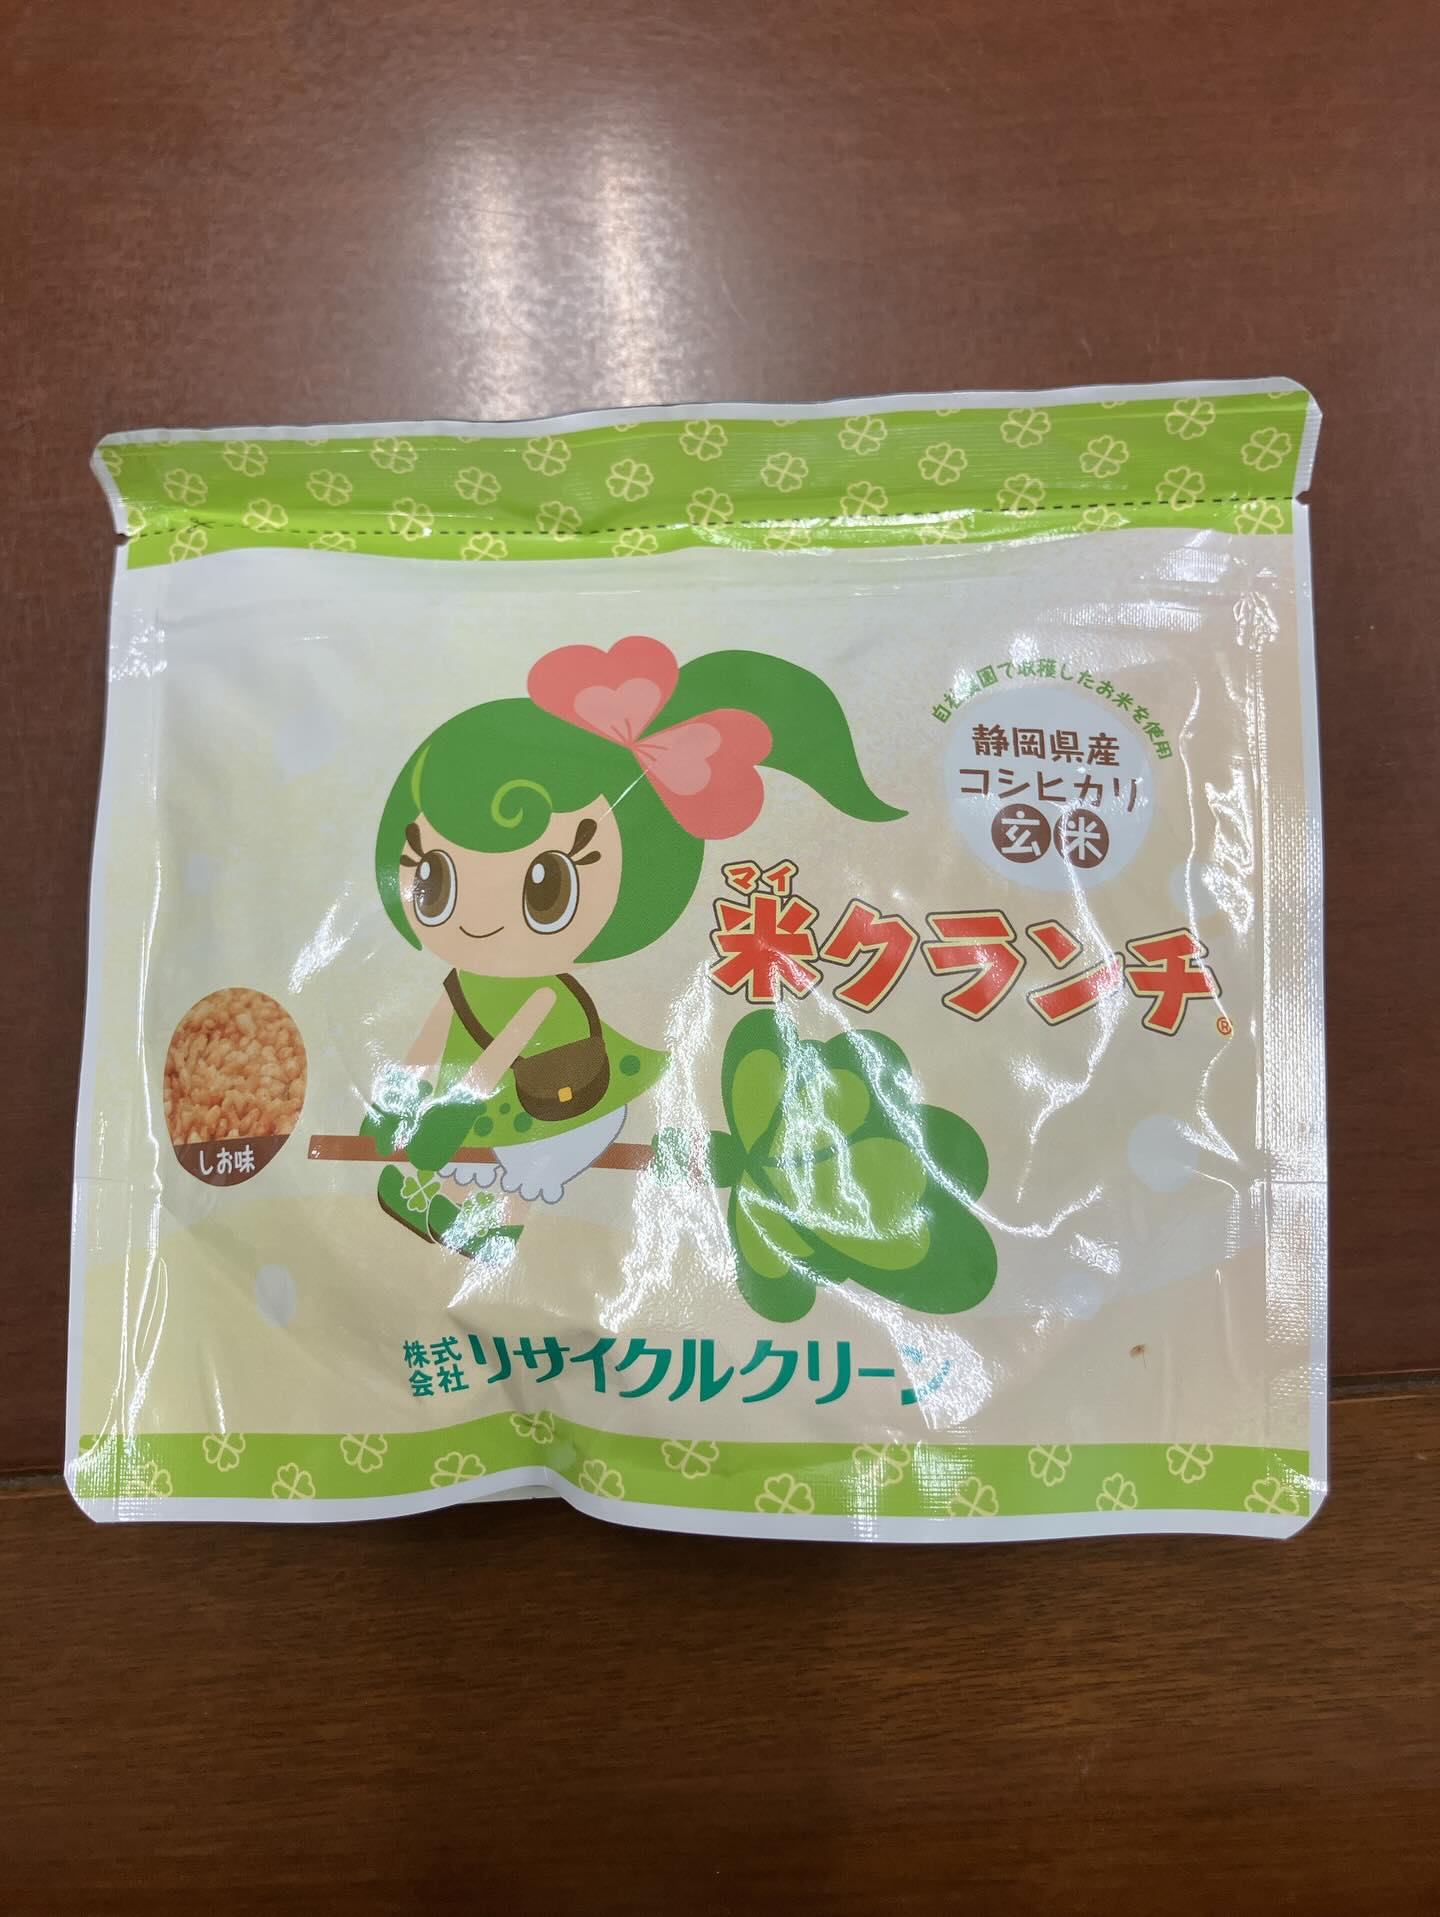 自社農園で収穫したお米を使用
静岡県産
コシヒカリ
玄米
マイ
米クランチ®
しお味
株式会社リサイクルクリーン